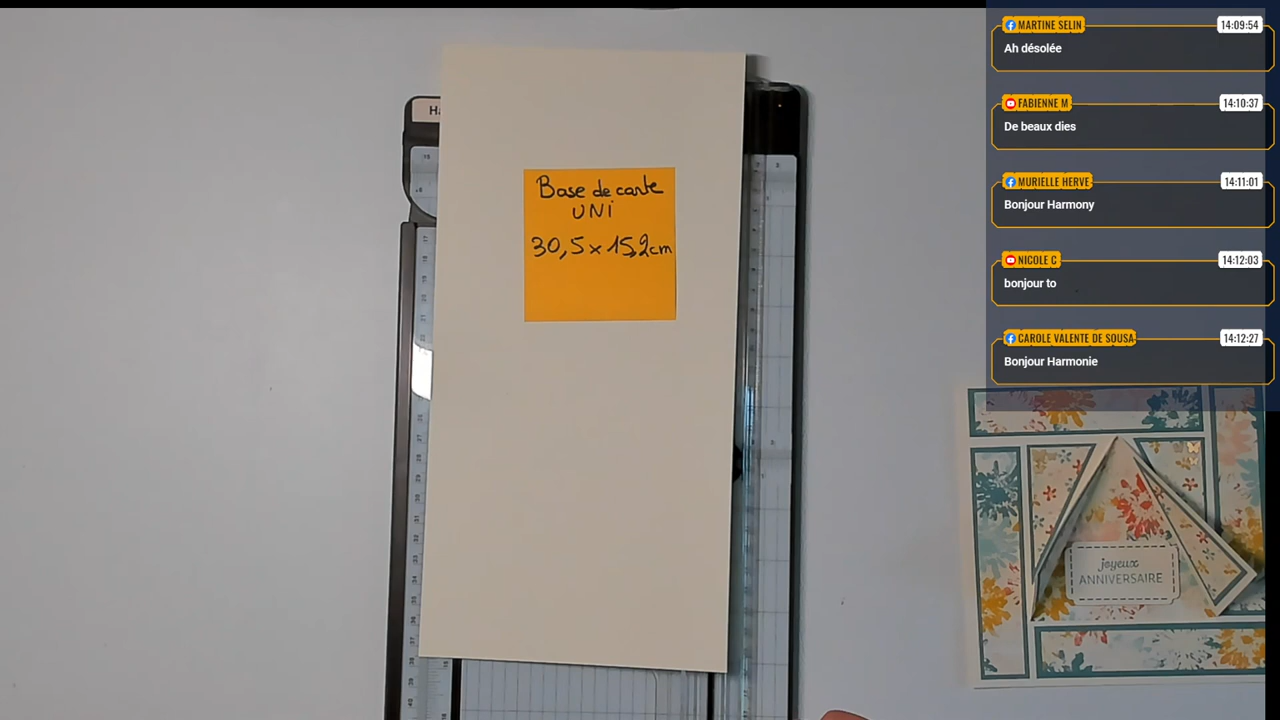 Base de carte
UNI
30,5 x 15,2cm
MARTINE SELIN
14:09:54
Ah désolée
FABIENNE M
14:10:37
De beaux dies
MURIELLE HERVE
14:11:01
Bonjour Harmony
NICOLE C
14:12:03
bonjour to
CAROLE VALENTE DE SOUSA
14:12:27
Bonjour Harmonie
joyeux
ANNIVERSAIRE